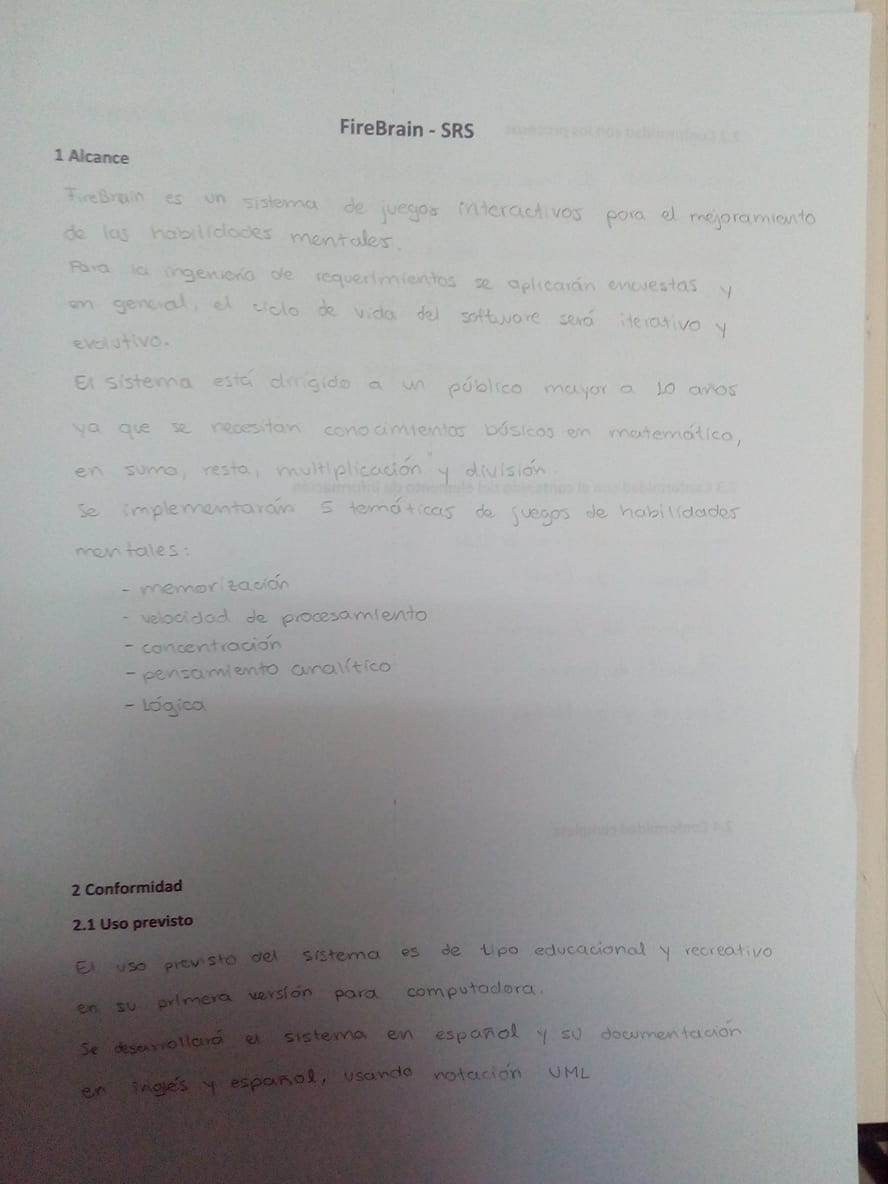 FireBrain - SRS
1 Alcance
FireBrain es un sistema de juegos interactivos para el mejoramiento
de las habilidades mentales.
Para la ingeniería de requerimientos se aplicarán encuestas y
en general, el ciclo de vida del software será iterativo y
evolutivo.
El sistema está dirigido a un público mayor a 10 años
ya que se necesitan conocimientos básicos en matemática,
en suma, resta, multiplicación y división.
Se implementarán 5 temáticas de juegos de habilidades
mentales:
- memorización
- velocidad de procesamiento
- concentración
- pensamiento analítico
- Lógica
2 Conformidad
2.1 Uso previsto
El uso previsto del sistema es de tipo educacional y recreativo
en su primera versión para computadora.
Se desarrollará el sistema en español y su documentación
en inglés y español, usando notación UML